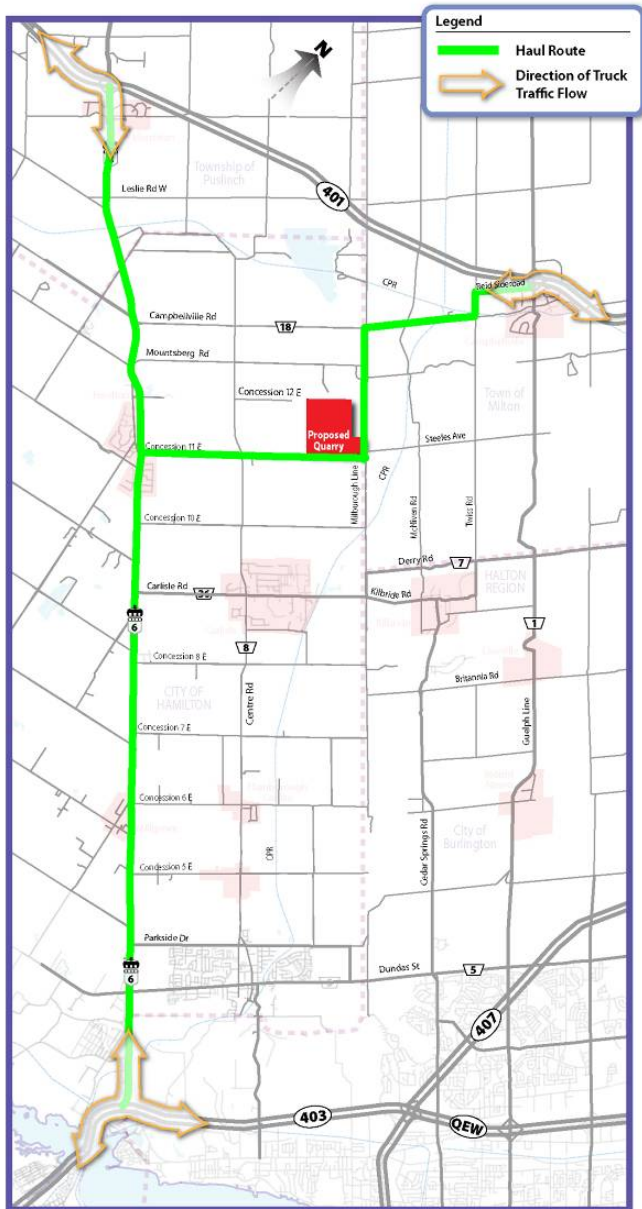 Legend
Haul Route
Direction of Truck
Traffic Flow
N
Township of
Puslinch
Leslie Rd W
401
CPR
Reid Sideroad
Campbellville Rd
18
Mountsberg Rd
Concession 12 E
Town of
Milton
Proposed
Quarry
Concession 11 E
Steeles Ave
CPR
Milborough Line
McNiven Rd
Twiss Rd
Concession 10 E
Derry Rd
7
Carlisle Rd
Kilbride Rd
HALTON
REGION
6
8
1
Concession 8 E
Centre Rd
Britannia Rd
CITY OF
HAMILTON
Guelph Line
Concession 7 E
Concession 6 E
Cedar Springs Rd
City of
Burlington
CPR
Concession 5 E
Parkside Dr
6
Dundas St
5
407
403
QEW